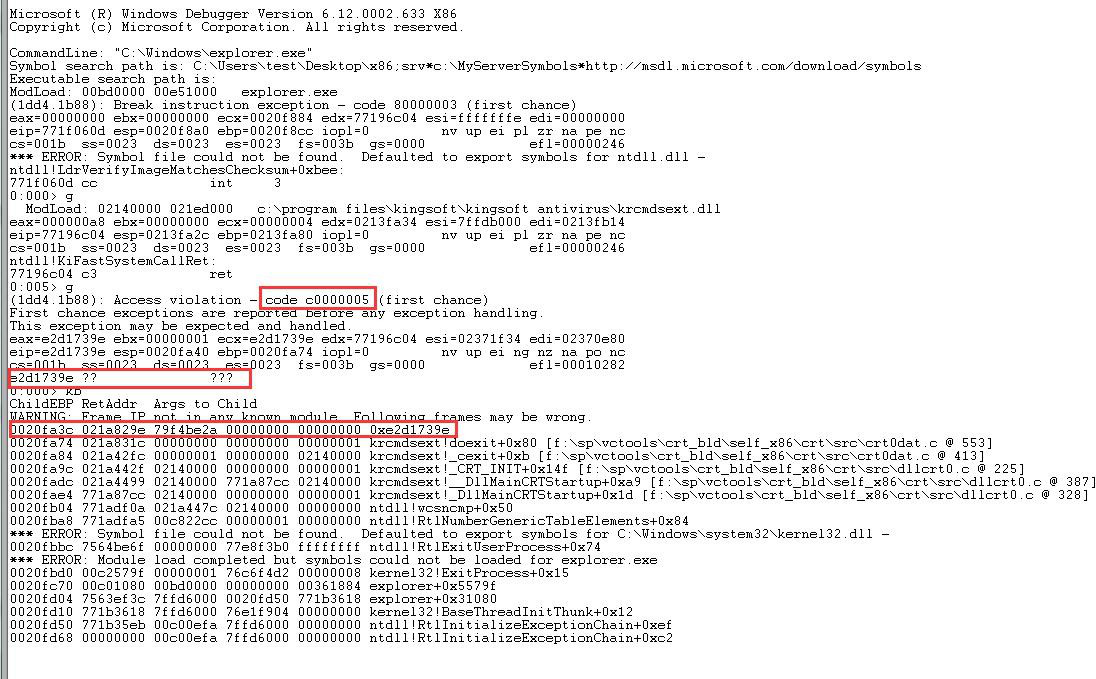 Microsoft (R) Windows Debugger Version 6.12.0002.633 X86
Copyright (c) Microsoft Corporation. All rights reserved.
CommandLine: "C:\Windows\explorer.exe"
Symbol search path is: C:\Users\test\Desktop\x86;srv*c:\MyServerSymbols*http://msdl.microsoft.com/download/symbols
Executable search path is:
ModLoad: 00bd0000 00e51000   explorer.exe
(1dd4.1b88): Break instruction exception - code 80000003 (first chance)
eax=00000000 ebx=00000000 ecx=0020f884 edx=77196c04 esi=fffffffe edi=00000000
eip=771f060d esp=0020f8a0 ebp=0020f8cc iopl=0         nv up ei pl zr na pe nc
cs=001b  ss=0023  ds=0023  es=0023  fs=003b  gs=0000             efl=00000246
*** ERROR: Symbol file could not be found.  Defaulted to export symbols for ntdll.dll -
ntdll!LdrVerifyImageMatchesChecksum+0xbee:
771f060d cc              int     3
0:000> g
ModLoad: 02140000 021ed000   c:\program files\kingsoft\kingsoft antivirus\krcmdsext.dll
eax=000000a8 ebx=00000000 ecx=00000004 edx=0213fa34 esi=7ffdb000 edi=0213fb14
eip=77196c04 esp=0213fa2c ebp=0213fa80 iopl=0         nv up ei pl zr na pe nc
cs=001b  ss=0023  ds=0023  es=0023  fs=003b  gs=0000             efl=00000246
ntdll!KiFastSystemCallRet:
77196c04 c3              ret
0:005> g
(1dd4.1b88): Access violation - code c0000005 (first chance)
First chance exceptions are reported before any exception handling.
This exception may be expected and handled.
eax=e2d1739e ebx=00000001 ecx=e2d1739e edx=77196c04 esi=02371f34 edi=02370e80
eip=e2d1739e esp=0020fa40 ebp=0020fa74 iopl=0         nv up ei ng nz na po nc
cs=001b  ss=0023  ds=0023  es=0023  fs=003b  gs=0000             efl=00010282
e2d1739e ??              ???
0:000> kb
ChildEBP RetAddr  Args to Child
WARNING: Frame IP not in any known module. Following frames may be wrong.
0020fa3c 021a829e 79f4be2a 00000000 00000000 0xe2d1739e
0020fa74 021a831c 00000000 00000000 00000001 krcmdsext!doexit+0x80 [f:\sp\vctools\crt_bld\self_x86\crt\src\crt0dat.c @ 553]
0020fa84 021a42fc 00000000 00000000 02140000 krcmdsext!_cexit+0xb [f:\sp\vctools\crt_bld\self_x86\crt\src\crt0dat.c @ 413]
0020fa9c 021a442f 02140000 00000000 00000001 krcmdsext!_CRT_INIT+0x14f [f:\sp\vctools\crt_bld\self_x86\crt\src\dllcrt0.c @ 225]
0020fadc 021a4499 02140000 771a87cc 02140000 krcmdsext!__DllMainCRTStartup+0xa9 [f:\sp\vctools\crt_bld\self_x86\crt\src\dllcrt0.c @ 387]
0020fae4 771a87cc 02140000 00000000 00000001 krcmdsext!_DllMainCRTStartup+0x1d [f:\sp\vctools\crt_bld\self_x86\crt\src\dllcrt0.c @ 328]
0020fb04 771adf0a 021a447c 02140000 00000000 ntdll!wcsncmp+0x50
0020fba8 771adfa5 00c822cc 00000001 00000000 ntdll!RtlNumberGenericTableElements+0x84
*** ERROR: Symbol file could not be found.  Defaulted to export symbols for C:\Windows\system32\kernel32.dll -
0020fbbc 7564be6f 00000000 77e8f3b0 ffffffff ntdll!RtlExitUserProcess+0x74
*** ERROR: Module load completed but symbols could not be loaded for explorer.exe
0020fbd0 00c2579f 00000001 76c6f4d2 00000008 kernel32!ExitProcess+0x15
0020fc70 00c01080 00bd0000 00000000 00361884 explorer+0x5579f
0020fd04 7563ef3c 7ffd6000 0020fd50 771b3618 explorer+0x31080
0020fd10 771b3618 7ffd6000 76e1f904 00000000 kernel32!BaseThreadInitThunk+0x12
0020fd50 771b35eb 00c00efa 7ffd6000 00000000 ntdll!RtlInitializeExceptionChain+0xef
0020fd68 00000000 00c00efa 7ffd6000 00000000 ntdll!RtlInitializeExceptionChain+0xc2